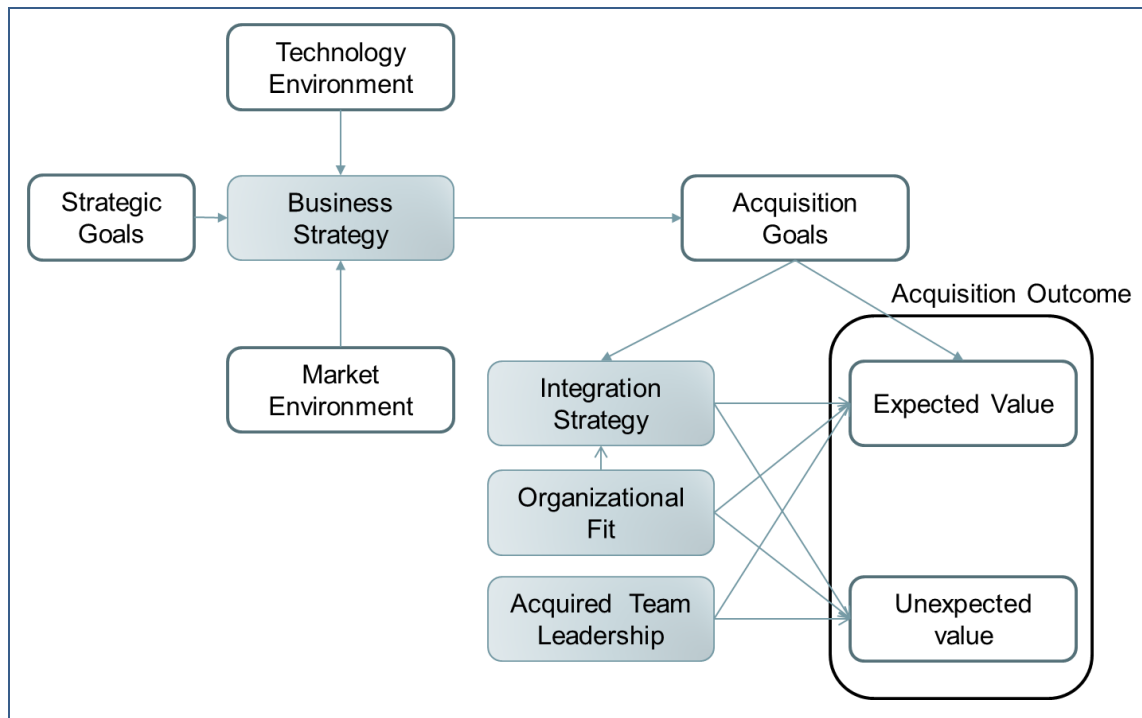 Technology
Environment
Strategic
Goals
Business
Strategy
Acquisition
Goals
Acquisition Outcome
Market
Environment
Integration
Strategy
Expected Value
Organizational
Fit
Acquired Team
Leadership
Unexpected
value